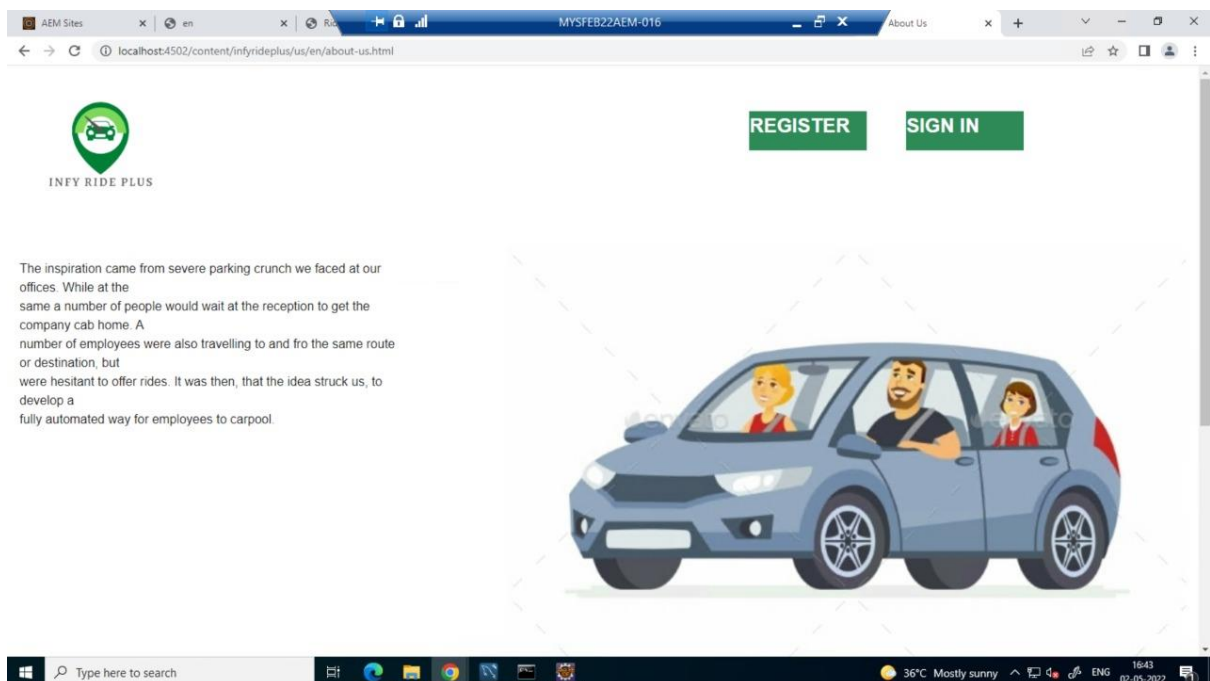 AEM Sites
en
Ric
MYSFEB22AEM-016
About Us
localhost:4502/content/infyrideplus/us/en/about-us.html
INFY RIDE PLUS
REGISTER
SIGN IN
The inspiration came from severe parking crunch we faced at our
offices. While at the
same a number of people would wait at the reception to get the
company cab home. A
number of employees were also travelling to and fro the same route
or destination, but
were hesitant to offer rides. It was then, that the idea struck us, to
develop a
fully automated way for employees to carpool.
envato
Type here to search
36°C Mostly sunny
ENG
16:43
02-05-2022